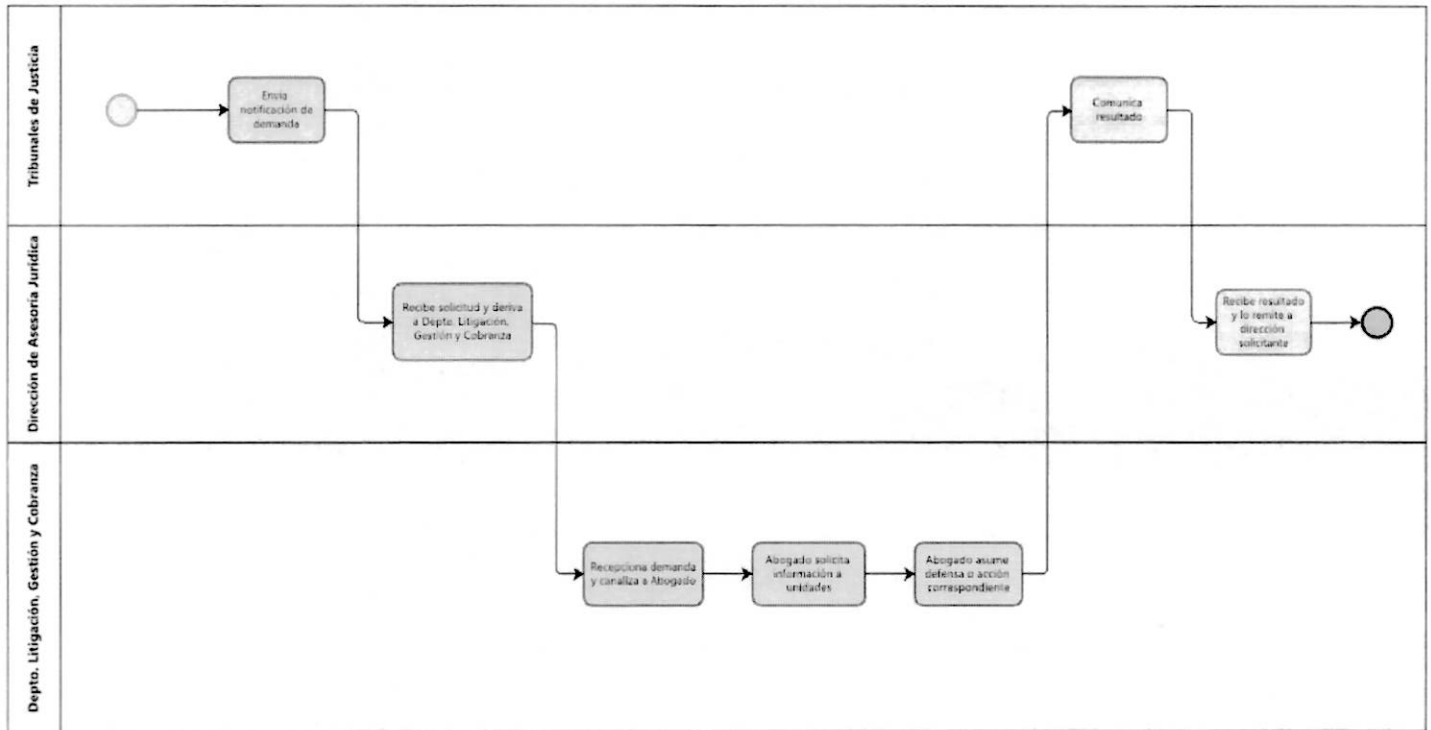 Tribunales de Justicia
Envía
notificación de
demanda
Comunica
resultado
Dirección de Asesoría Jurídica
Recibe solicitud y deriva
a Depto. Litigación,
Gestión y Cobranza
Recibe resultado
y lo remite a
dirección
solicitante
Depto. Litigación, Gestión y Cobranza
Recepciona demanda
y canaliza a Abogado
Abogado solicita
información a
unidades
Abogado asume
defensa o acción
correspondiente